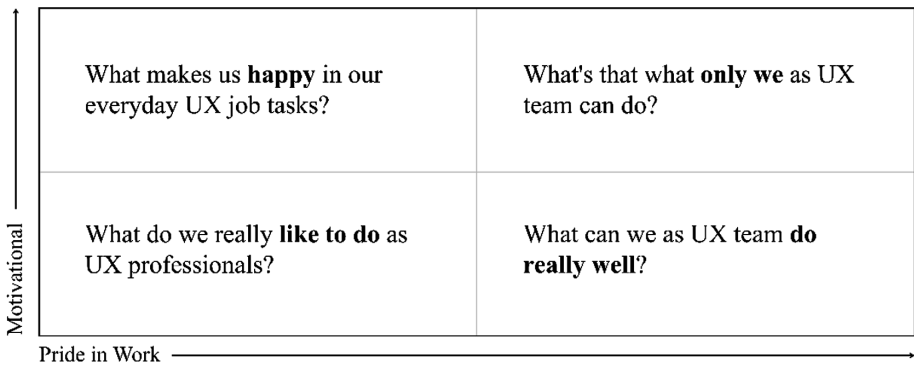 What makes us happy in our
everyday UX job tasks?
What's that what only we as UX
team can do?
What do we really like to do as
UX professionals?
What can we as UX team do
really well?
Motivational
Pride in Work